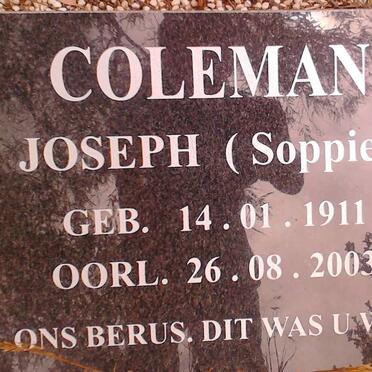 COLEMAN
JOSEPH ( Soppie
GEB. 14 . 01 . 1911
OORL. 26 . 08 . 2003
ONS BERUS. DIT WAS U